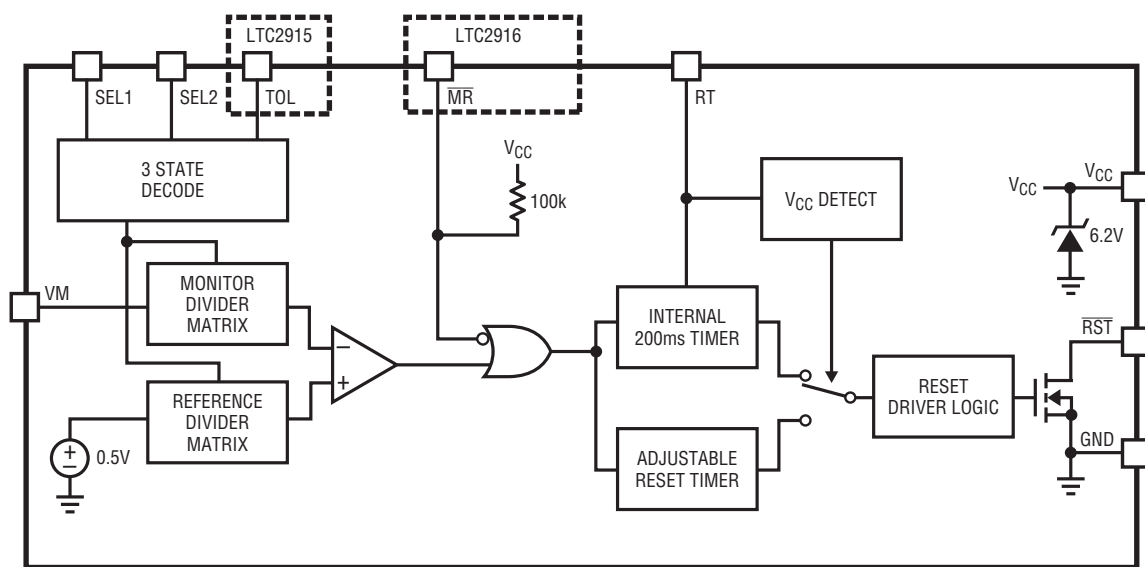 LTC2915
LTC2916
SEL1
SEL2
TOL
MR
RT
3 STATE
DECODE
VCC
100k
VCC DETECT
VCC
VCC
6.2V
VM
MONITOR
DIVIDER
MATRIX
INTERNAL
200ms TIMER
RST
−
+
REFERENCE
DIVIDER
MATRIX
RESET
DRIVER LOGIC
+
−
0.5V
ADJUSTABLE
RESET TIMER
GND